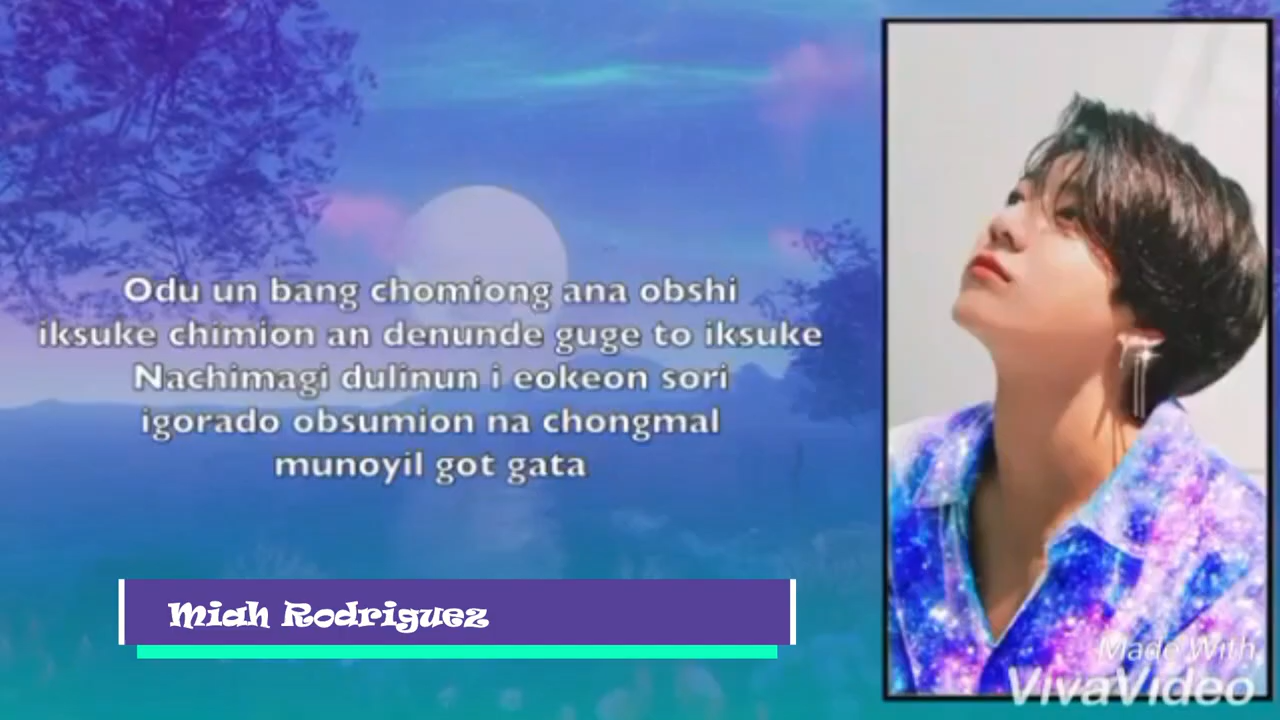 Odu un bang chomiong ana obshi
iksuke chimion an denunde guge to iksuke
Nachimagi dulinun i eokeon sori
igorado obsumion na chongmal
munoyil got gata
Miah Rodriguez
Made With
VivaVideo